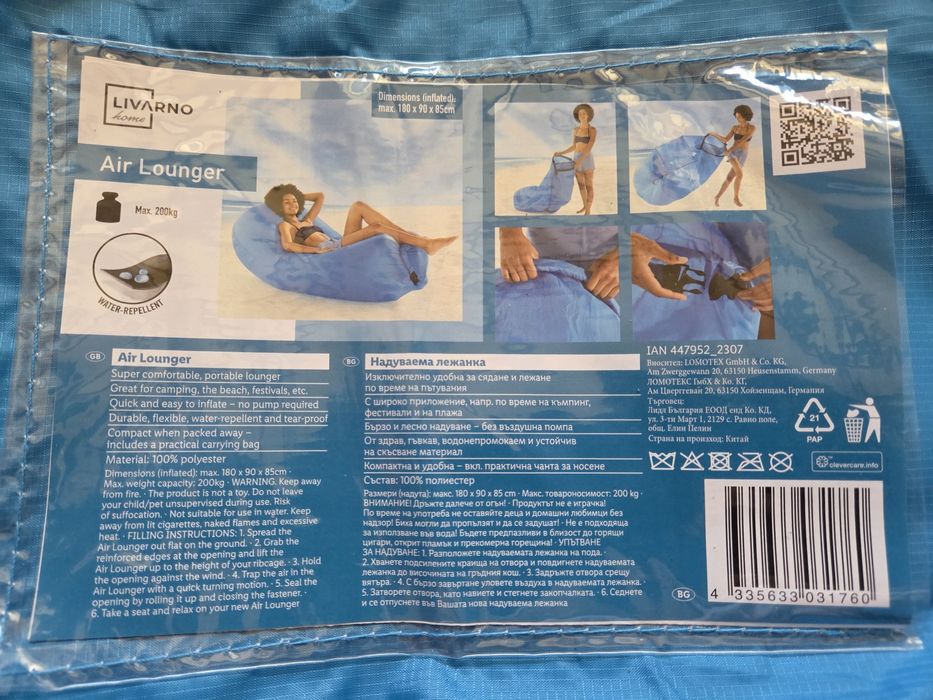 LIVARNO
home
Air Lounger
Max. 200kg
WATER-REPELLENT
Dimensions (inflated):
max. 180 x 90 x 85cm
GB
Air Lounger
Super comfortable, portable lounger
Great for camping, the beach, festivals, etc.
Quick and easy to inflate – no pump required
Durable, flexible, water-repellent and tear-proof
Compact when packed away –
includes a practical carrying bag
Material: 100% polyester
Dimensions (inflated): max. 180 x 90 x 85cm ·
Max. weight capacity: 200kg · WARNING. Keep away
from fire. · The product is not a toy. Do not leave
your child/pet unsupervised during use. Risk
of suffocation. · Not suitable for use in water. Keep
away from lit cigarettes, naked flames and excessive
heat. · FILLING INSTRUCTIONS: 1. Spread the
Air Lounger out flat on the ground. · 2. Grab the
reinforced edges at the opening and lift the
Air Lounger up to the height of your ribcage. · 3. Hold
the opening against the wind. · 4. Trap the air in the
Air Lounger with a quick turning motion. · 5. Seal the
opening by rolling it up and closing the fastener. ·
6. Take a seat and relax on your new Air Lounger
BG
Надуваема лежанка
Изключително удобна за сядане и лежане
по време на пътувания
С широко приложение, напр. по време на къмпинг,
фестивали и на плажа
Бързо и лесно надуване – без въздушна помпа
От здрав, гъвкав, водонепромокаем и устойчив
на скъсване материал
Компактна и удобна – вкл. практична чанта за носене
Състав: 100% полиестер
Размери (надута): макс. 180 x 90 x 85 cm · Макс. товароносимост: 200 kg ·
ВНИМАНИЕ! Дръжте далече от огън! · Продуктът не е играчка!
По време на употреба не оставяйте деца и домашни любимци без
надзор! Биха могли да пропълзят и да се задушат! · Не е подходяща
за използване във вода! Бъдете предпазливи в близост до горящи
цигари, открит пламък и прекомерна горещина! · УПЪТВАНЕ
ЗА НАДУВАНЕ: 1. Разположете надуваемата лежанка на пода. ·
2. Хванете подсилените краища на отвора и повдигнете надуваемата
лежанка до височината на гръдния кош. · 3. Задръжте отвора срещу
вятъра. · 4. С бързо завъртане уловете въздуха в надуваемата лежанка. ·
5. Затворете отвора, като навиете и стегнете закопчалката. · 6. Седнете
и се отпуснете във Вашата нова надуваема лежанка
IAN 447952_2307
Вносител: LOMOTEX GmbH & Co. KG,
Am Zwerggewann 20, 63150 Heusenstamm, Germany
ЛОМОТЕКС ГмбХ & Ко. КГ,
Ам Цверггеван 20, 63150 Хойзенщам, Германия
Търговец:
Лидл България ЕООД енд Ко. КД,
ул. 3-ти Март 1, 2129 с. Равно поле,
общ. Елин Пелин
Страна на произход: Китай
21
PAP
clevercare.info
BG
4 335633 031760